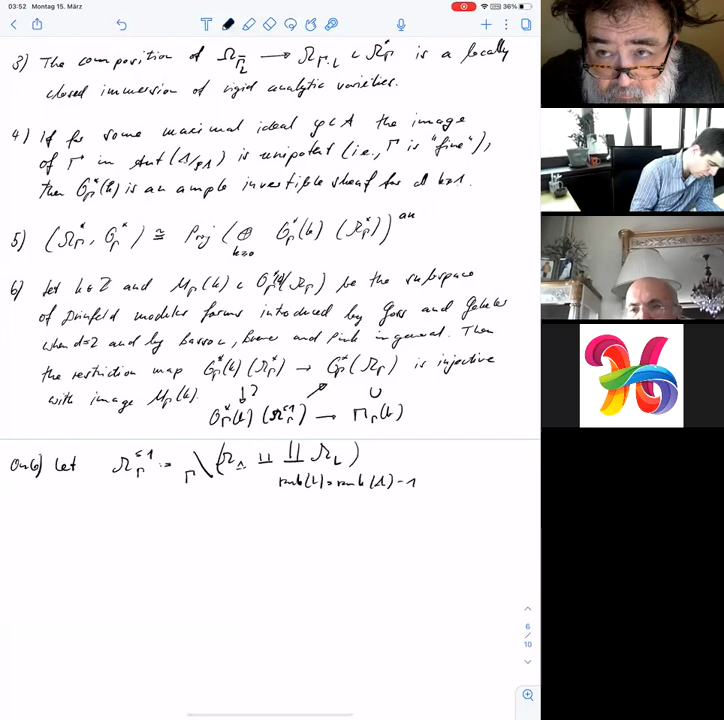 03:52 Montag 15. März
36%
3) The composition of Ω_{Γ̄_L} → Ω_{Γ·L} ⊂ Ω*_Γ is a locally
closed immersion of rigid analytic varieties.
4) If for some maximal ideal ℘⊂A the image
of Γ in Aut(Λ/℘Λ) is unipotent (i.e., Γ is "fine"),
then O*_Γ(k) is an ample invertible sheaf for all k≥1.
5) (Ω*_Γ, O*_Γ) ≅ Proj (⊕_{k≥0} O*_Γ(k) (Ω*_Γ))^{an}
6) Let k∈Z and M_Γ(k) ⊂ O_Γ(k)(Ω_Γ) be the subspace
of Drinfeld modular forms introduced by Goss and Gekeler
when d=2 and by Basson, Breuer and Pink in general. Then
the restriction map O*_Γ(k) (Ω*_Γ) → O*_Γ(Ω_Γ) is injective
with image M_Γ(k). ↓? ↗ ∪
O*_Γ(k) (Ω^{≤1}_Γ) → M_Γ(k)
On 6) Let Ω^{≤1}_Γ := Γ\(Ω_Λ ⊔ ∐ Ω_L)
rank(L)=rank(Λ)-1
6
10